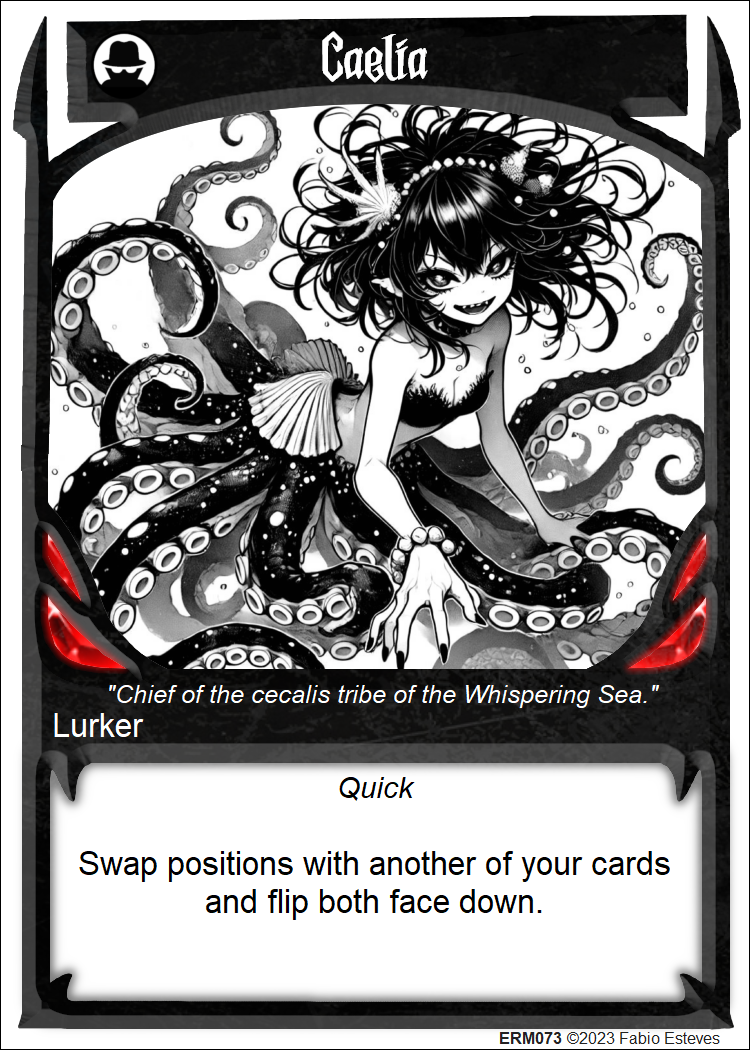 Caelia
"Chief of the cecalis tribe of the Whispering Sea."
Lurker
Quick
Swap positions with another of your cards
and flip both face down.
ERM073 ©2023 Fabio Esteves